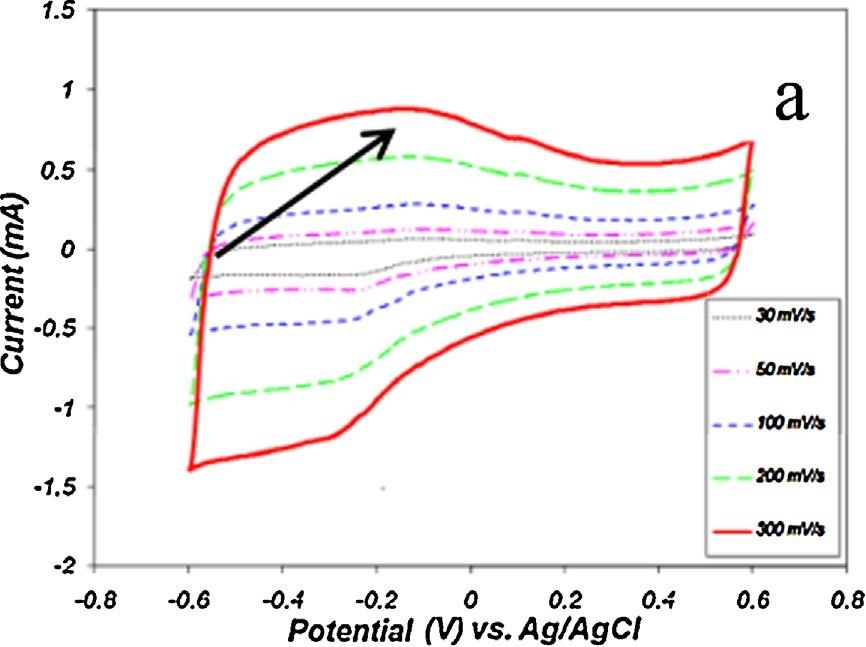 1.5
1
0.5
0
-0.5
-1
-1.5
-2
Current (mA)
a
30 mV/s
50 mV/s
100 mV/s
200 mV/s
300 mV/s
-0.8 -0.6 -0.4 -0.2 0 0.2 0.4 0.6 0.8
Potential (V) vs. Ag/AgCl